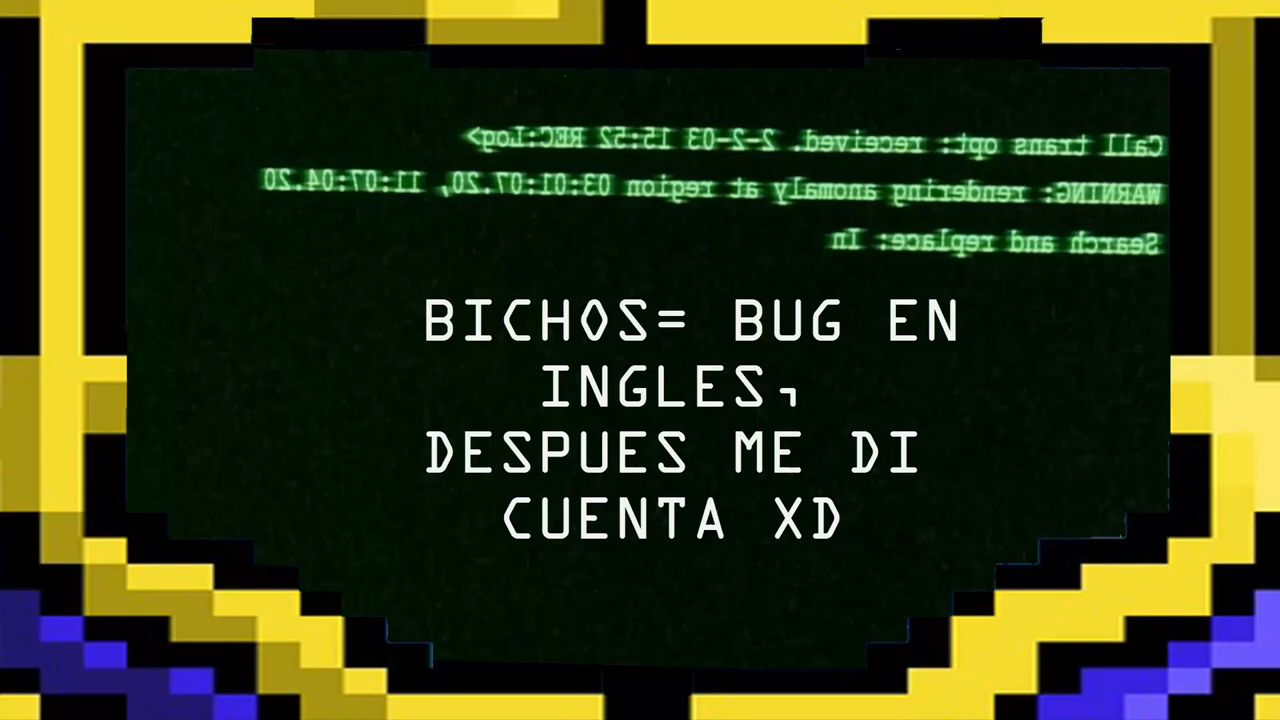 Call trans opt: received. 2-2-03 15:52 REC:Log>
WARNING: rendering anomaly at region 03:01:07.20, 11:07:04.20
Search and replace: In
BICHOS= BUG EN
INGLES,
DESPUES ME DI
CUENTA XD